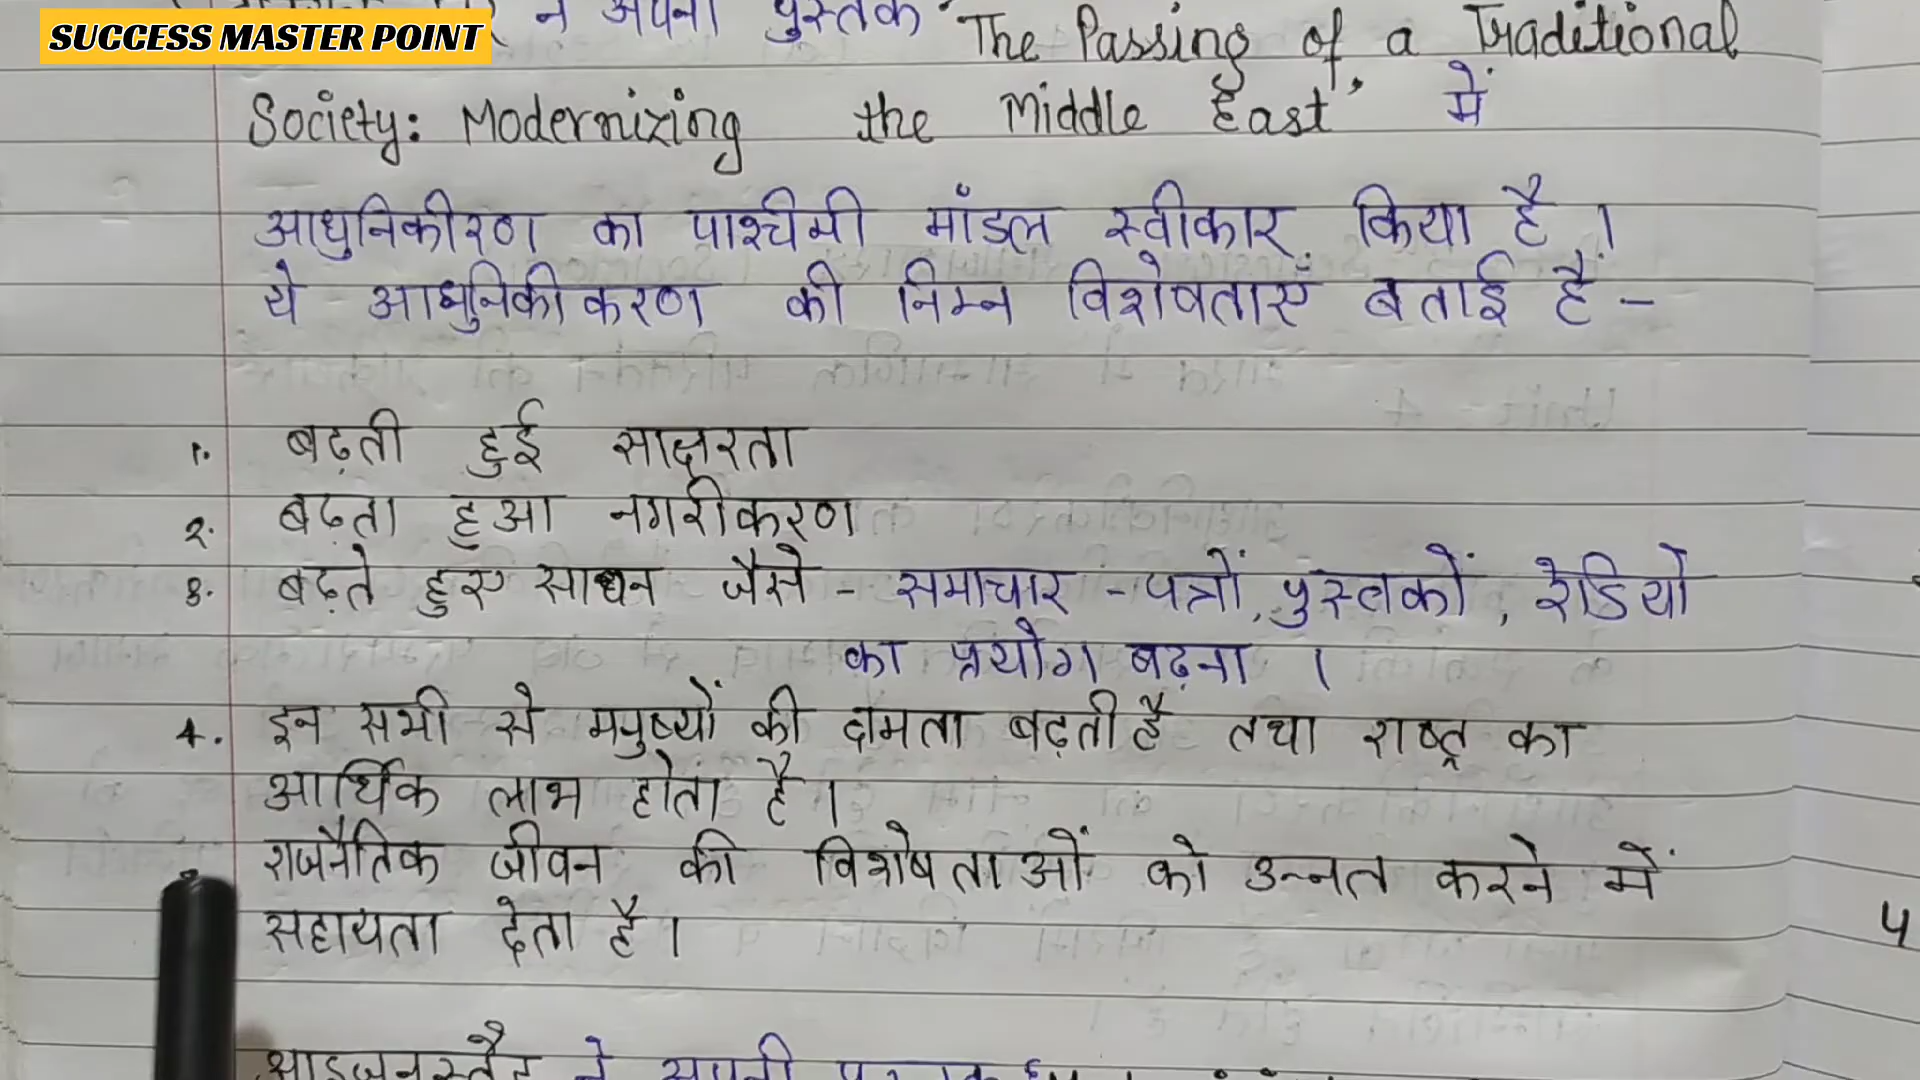 SUCCESS MASTER POINT
ने अपनी पुस्तक 'The Passing of a Traditional
Society: Modernizing the Middle East' में
आधुनिकीरण का पाश्चीमी मांडल स्वीकार किया है।
ये आधुनिकीकरण की निम्न विशेषताएँ बताई हैं –
1. बढ़ती हुई साक्षरता
2. बढ़ता हुआ नगरीकरण
3. बढ़ते हुए साधन जैसे - समाचार - पत्रों, पुस्तकों, रेडियो
का प्रयोग बढ़ना ।
4. इन सभी से मनुष्यों की क्षमता बढ़ती है तथा राष्ट्र का
आर्थिक लाभ होता है।
राजनैतिक जीवन की विशेषताओं को उन्नत करने में
सहायता देता है।
ने अपनी